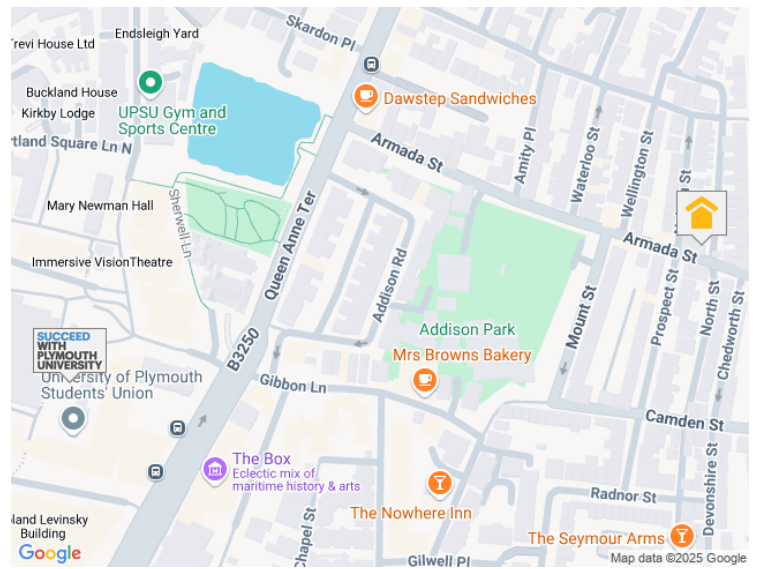 Endsleigh Yard
Skardon Pl
Trevi House Ltd
Buckland House
Kirkby Lodge
UPSU Gym and
Sports Centre
Dawstep Sandwiches
Armada St
Amity Pl
Waterloo St
Wellington St
Sherwell Ln
Mary Newman Hall
Queen Anne Ter
Immersive VisionTheatre
Addison Rd
Armada St
Mount St
Prospect St
North St
Chedworth St
Addison Park
Mrs Browns Bakery
SUCCEED
WITH
PLYMOUTH
UNIVERSITY
University of Plymouth
Students' Union
B3250
Gibbon Ln
Camden St
The Box
Eclectic mix of
maritime history & arts
The Nowhere Inn
Radnor St
Devonshire St
The Seymour Arms
Chapel St
Gilwell Pl
oland Levinsky
Building
Google
Map data ©2025 Google